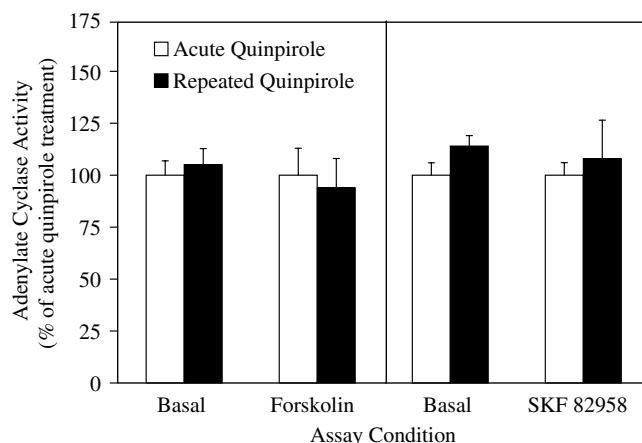 Adenylate Cyclase Activity
(% of acute quinpirole treatment)
175
150
125
100
75
50
25
0
Acute Quinpirole
Repeated Quinpirole
Basal
Forskolin
Basal
SKF 82958
Assay Condition